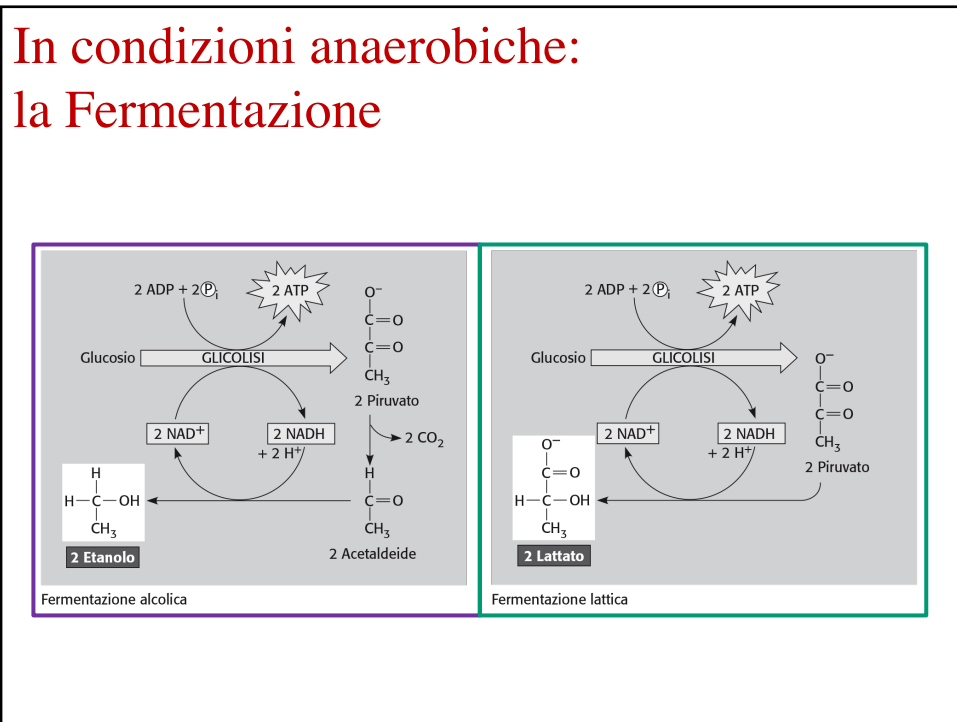 In condizioni anaerobiche:
la Fermentazione
2 ADP + 2 Pi
2 ATP
Glucosio
GLICOLISI
O−
C=O
C=O
CH3
2 Piruvato
2 NAD+
2 NADH
+ 2 H+
2 CO2
H
H—C—OH
CH3
2 Etanolo
H
C=O
CH3
2 Acetaldeide
Fermentazione alcolica
2 ADP + 2 Pi
2 ATP
Glucosio
GLICOLISI
O−
C=O
C=O
CH3
2 Piruvato
2 NAD+
2 NADH
+ 2 H+
O−
C=O
H—C—OH
CH3
2 Lattato
Fermentazione lattica